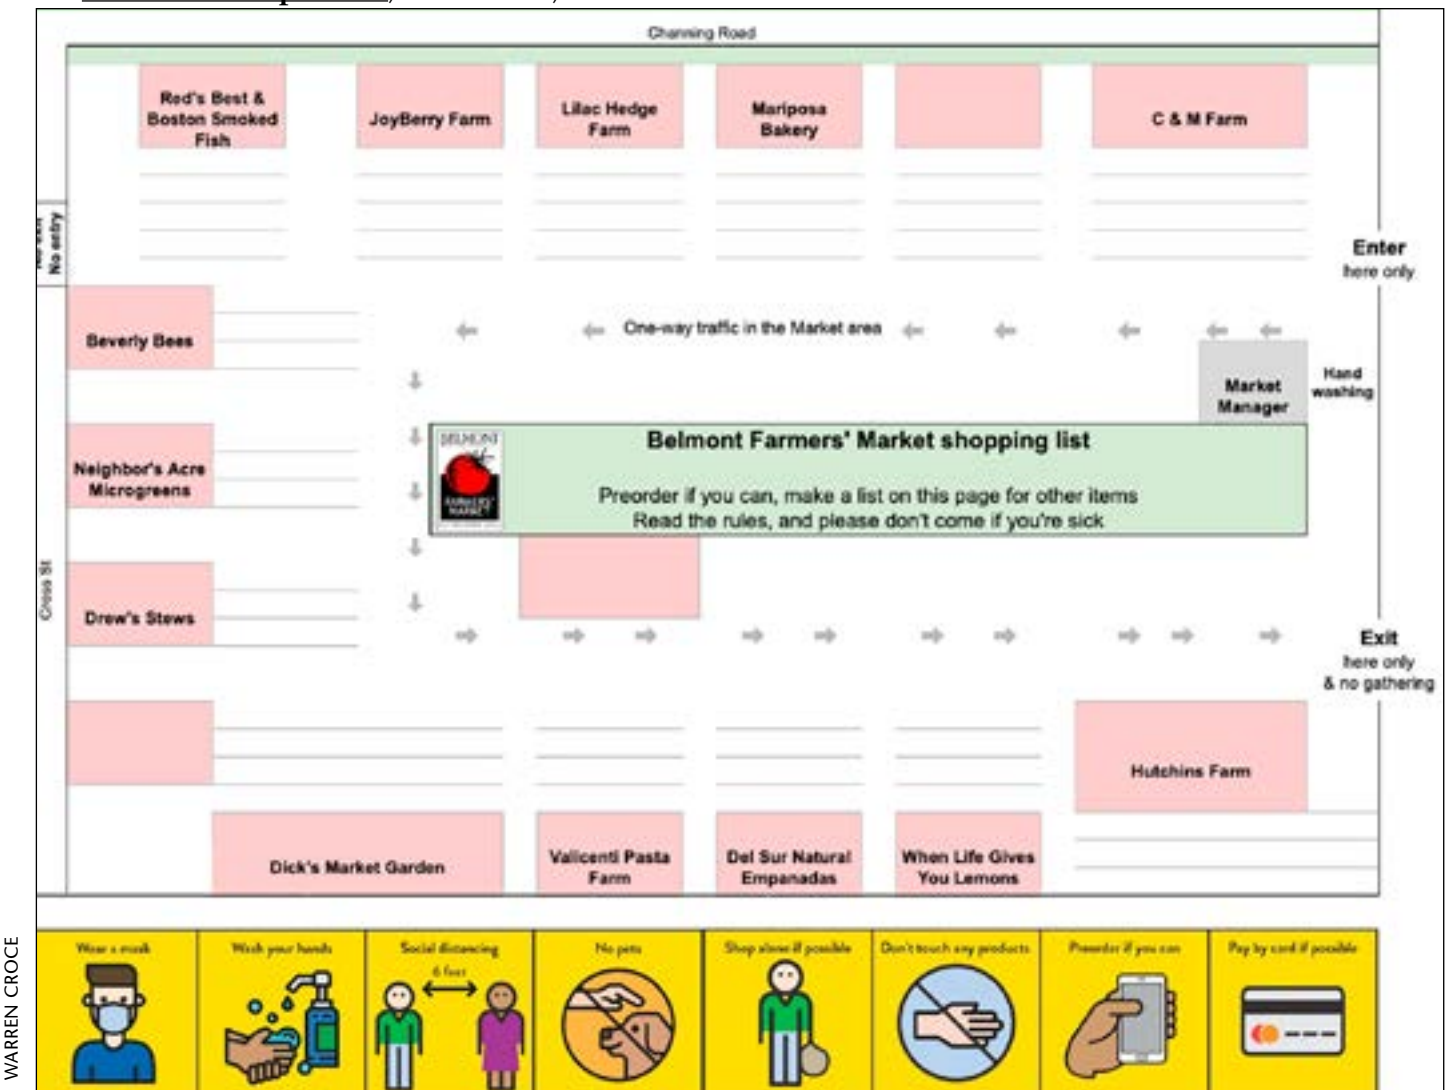 Channing Road
Red's Best &
Boston Smoked
Fish
JoyBerry Farm
Lilac Hedge
Farm
Mariposa
Bakery
C & M Farm
No entry
Enter
here only
One-way traffic in the Market area
Beverly Bees
Market
Manager
Hand
washing
BELMONT
FARMERS'
MARKET
Belmont Farmers' Market shopping list
Preorder if you can, make a list on this page for other items
Read the rules, and please don't come if you're sick
Neighbor's Acre
Microgreens
Cross St
Drew's Stews
Exit
here only
& no gathering
Hutchins Farm
Dick's Market Garden
Valicenti Pasta
Farm
Del Sur Natural
Empanadas
When Life Gives
You Lemons
Wear a mask
Wash your hands
Social distancing
6 feet
No pets
Shop alone if possible
Don't touch any products
Preorder if you can
Pay by card if possible
WARREN CROCE